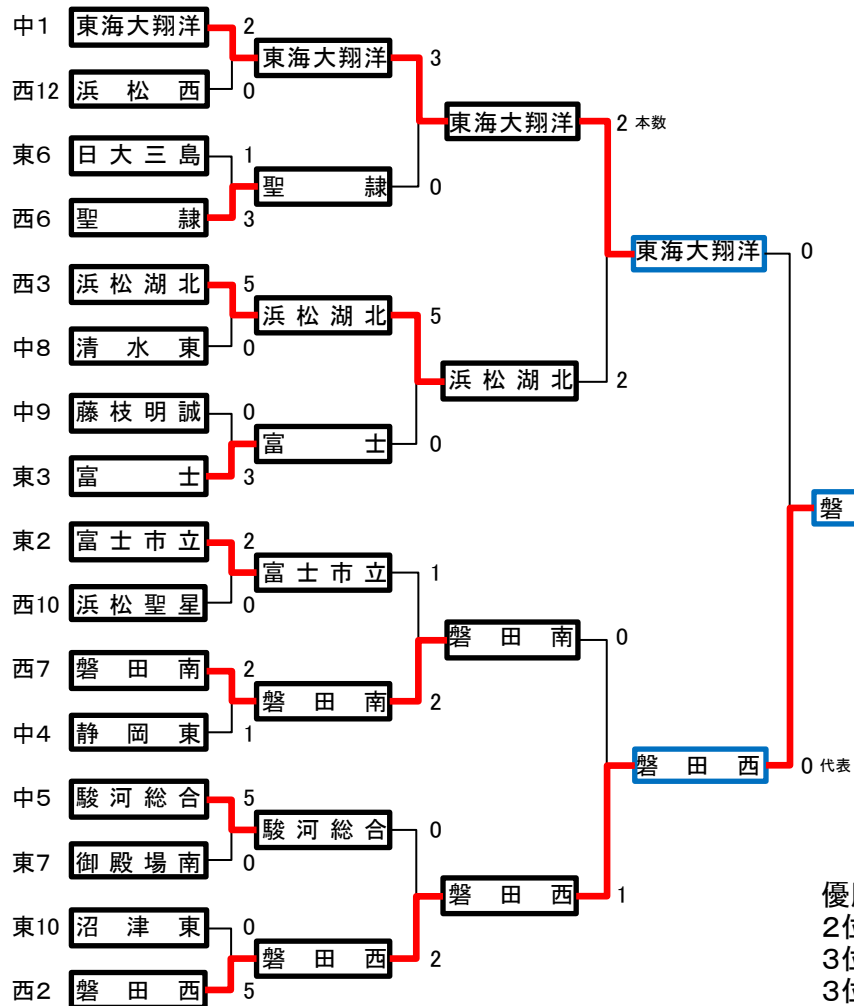 中1 東海大翔洋 2
東海大翔洋 3
西12 浜松西 0
東海大翔洋 2 本数
東6 日大三島 1
聖隷 0
西6 聖隷 3
東海大翔洋 0
西3 浜松湖北 5
浜松湖北 5
中8 清水東 0
浜松湖北 2
中9 藤枝明誠 0
富士 0
東3 富士 3
磐
東2 富士市立 2
富士市立 1
西10 浜松聖星 0
磐田南 0
西7 磐田南 2
磐田南 2
中4 静岡東 1
磐田西 0 代表
中5 駿河総合 5
駿河総合 0
東7 御殿場南 0
磐田西 1
東10 沼津東 0
磐田西 2
西2 磐田西 5
優
2位
3位
3位